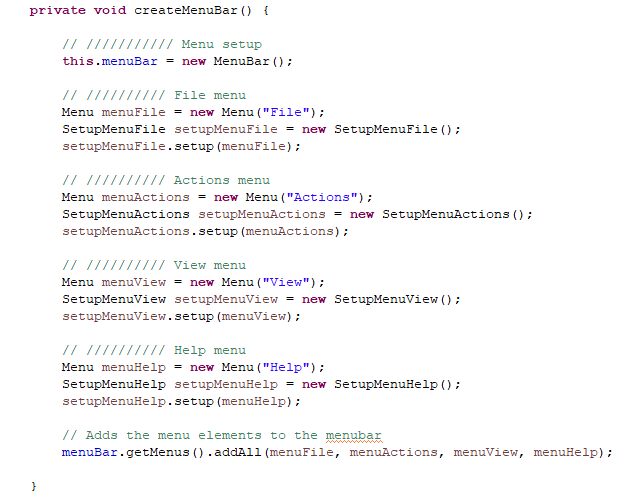 private void createMenuBar() {
// /////////// Menu setup
this.menuBar = new MenuBar();
// ////////// File menu
Menu menuFile = new Menu("File");
SetupMenuFile setupMenuFile = new SetupMenuFile();
setupMenuFile.setup(menuFile);
// ////////// Actions menu
Menu menuActions = new Menu("Actions");
SetupMenuActions setupMenuActions = new SetupMenuActions();
setupMenuActions.setup(menuActions);
// ////////// View menu
Menu menuView = new Menu("View");
SetupMenuView setupMenuView = new SetupMenuView();
setupMenuView.setup(menuView);
// ////////// Help menu
Menu menuHelp = new Menu("Help");
SetupMenuHelp setupMenuHelp = new SetupMenuHelp();
setupMenuHelp.setup(menuHelp);
// Adds the menu elements to the menubar
menuBar.getMenus().addAll(menuFile, menuActions, menuView, menuHelp);
}